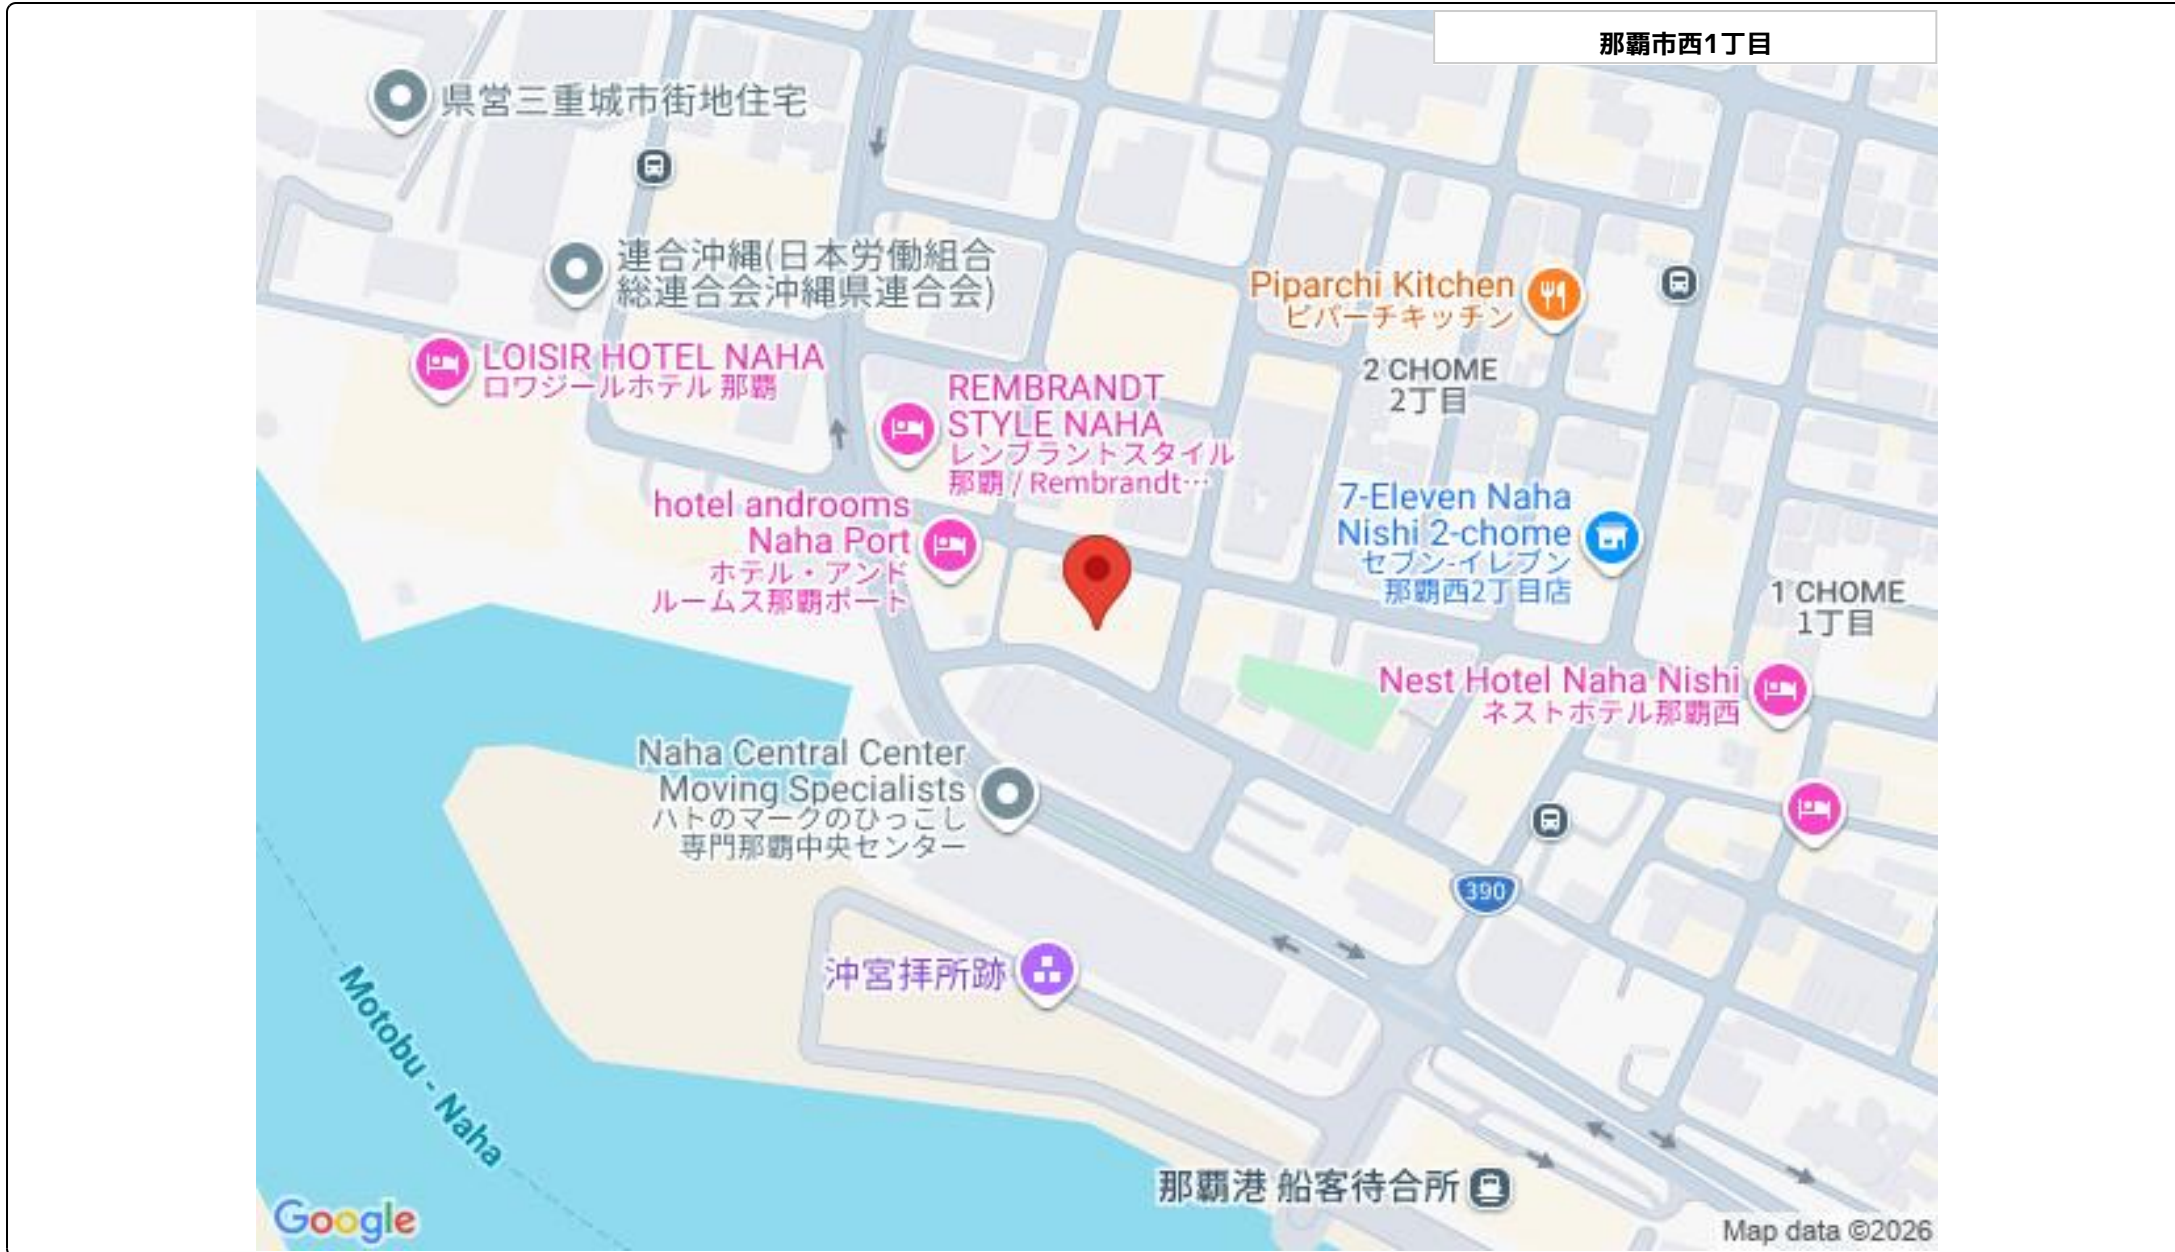 那覇市西1丁目
県営三重城市街地住宅
連合沖縄(日本労働組合
総連合会沖縄県連合会)
Piparchi Kitchen
ピパーチキッチン
LOISIR HOTEL NAHA
ロワジールホテル 那覇
2 CHOME
2丁目
REMBRANDT
STYLE NAHA
レンブラントスタイル
那覇 / Rembrandt…
hotel androoms
Naha Port
ホテル・アンド
ルームス那覇ポート
7-Eleven Naha
Nishi 2-chome
セブン-イレブン
那覇西2丁目店
1 CHOME
1丁目
Nest Hotel Naha Nishi
ネストホテル那覇西
Naha Central Center
Moving Specialists
ハトのマークのひっこし
専門那覇中央センター
390
沖宮拝所跡
Motobu - Naha
那覇港 船客待合所
Google
Map data ©2026